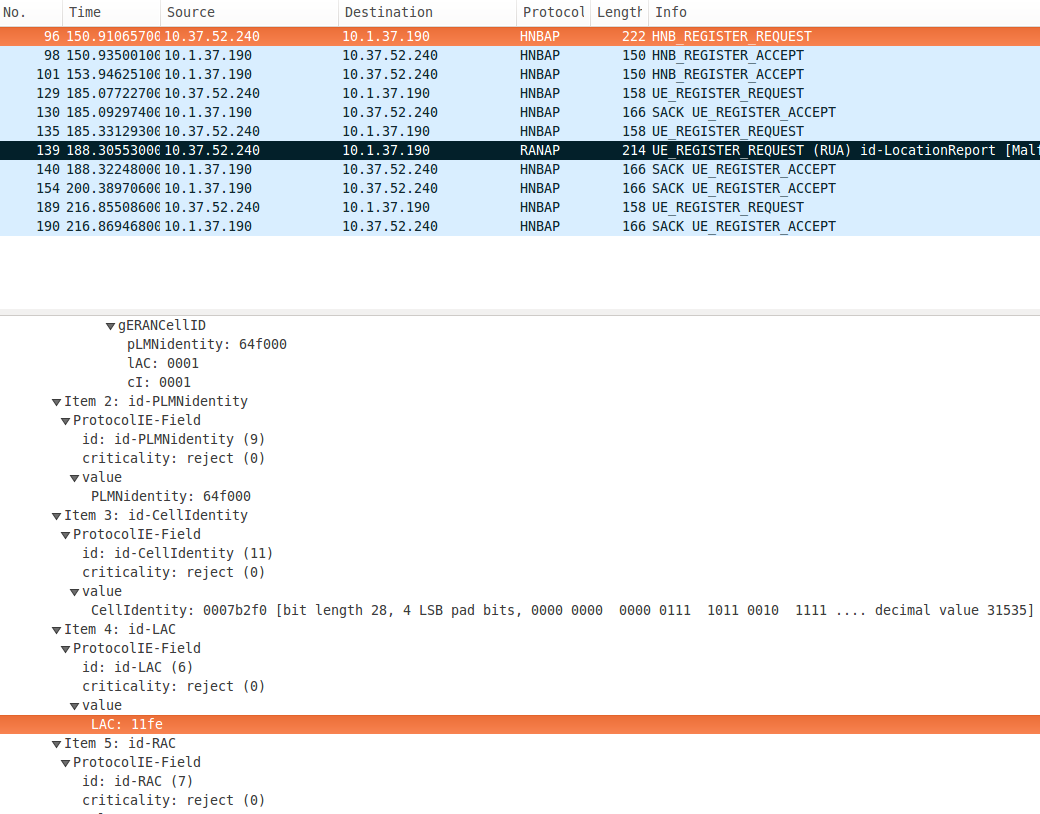 No. Time Source Destination Protocol Length Info
96 150.91065700 10.37.52.240 10.1.37.190 HNBAP 222 HNB_REGISTER_REQUEST
98 150.93500100 10.1.37.190 10.37.52.240 HNBAP 150 HNB_REGISTER_ACCEPT
101 153.94625100 10.1.37.190 10.37.52.240 HNBAP 150 HNB_REGISTER_ACCEPT
129 185.07722700 10.37.52.240 10.1.37.190 HNBAP 158 UE_REGISTER_REQUEST
130 185.09297400 10.1.37.190 10.37.52.240 HNBAP 166 SACK UE_REGISTER_ACCEPT
135 185.33129300 10.37.52.240 10.1.37.190 HNBAP 158 UE_REGISTER_REQUEST
139 188.30553000 10.37.52.240 10.1.37.190 RANAP 214 UE_REGISTER_REQUEST (RUA) id-LocationReport [Malf
140 188.32248000 10.1.37.190 10.37.52.240 HNBAP 166 SACK UE_REGISTER_ACCEPT
154 200.38970600 10.1.37.190 10.37.52.240 HNBAP 166 SACK UE_REGISTER_ACCEPT
189 216.85508600 10.37.52.240 10.1.37.190 HNBAP 158 UE_REGISTER_REQUEST
190 216.86946800 10.1.37.190 10.37.52.240 HNBAP 166 SACK UE_REGISTER_ACCEPT
gERANCellID
pLMNidentity: 64f000
lAC: 0001
cI: 0001
Item 2: id-PLMNidentity
ProtocolIE-Field
id: id-PLMNidentity (9)
criticality: reject (0)
value
PLMNidentity: 64f000
Item 3: id-CellIdentity
ProtocolIE-Field
id: id-CellIdentity (11)
criticality: reject (0)
value
CellIdentity: 0007b2f0 [bit length 28, 4 LSB pad bits, 0000 0000 0000 0111 1011 0010 1111 .... decimal value 31535]
Item 4: id-LAC
ProtocolIE-Field
id: id-LAC (6)
criticality: reject (0)
value
LAC: 11fe
Item 5: id-RAC
ProtocolIE-Field
id: id-RAC (7)
criticality: reject (0)